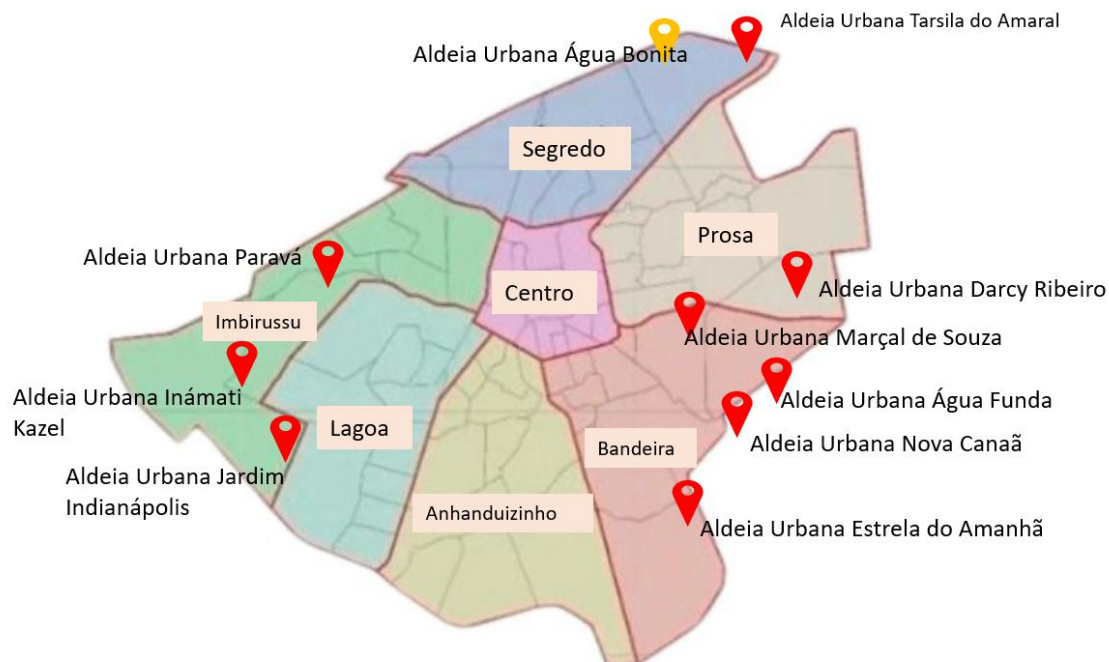 Aldeia Urbana Tarsila do Amaral
Aldeia Urbana Água Bonita
Segredo
Prosa
Aldeia Urbana Paravá
Centro
Aldeia Urbana Darcy Ribeiro
Imbirussu
Aldeia Urbana Marçal de Souza
Aldeia Urbana Inámati
Kazel
Aldeia Urbana Água Funda
Lagoa
Bandeira
Aldeia Urbana Nova Canaã
Aldeia Urbana Jardim
Indianápolis
Anhanduizinho
Aldeia Urbana Estrela do Amanhã